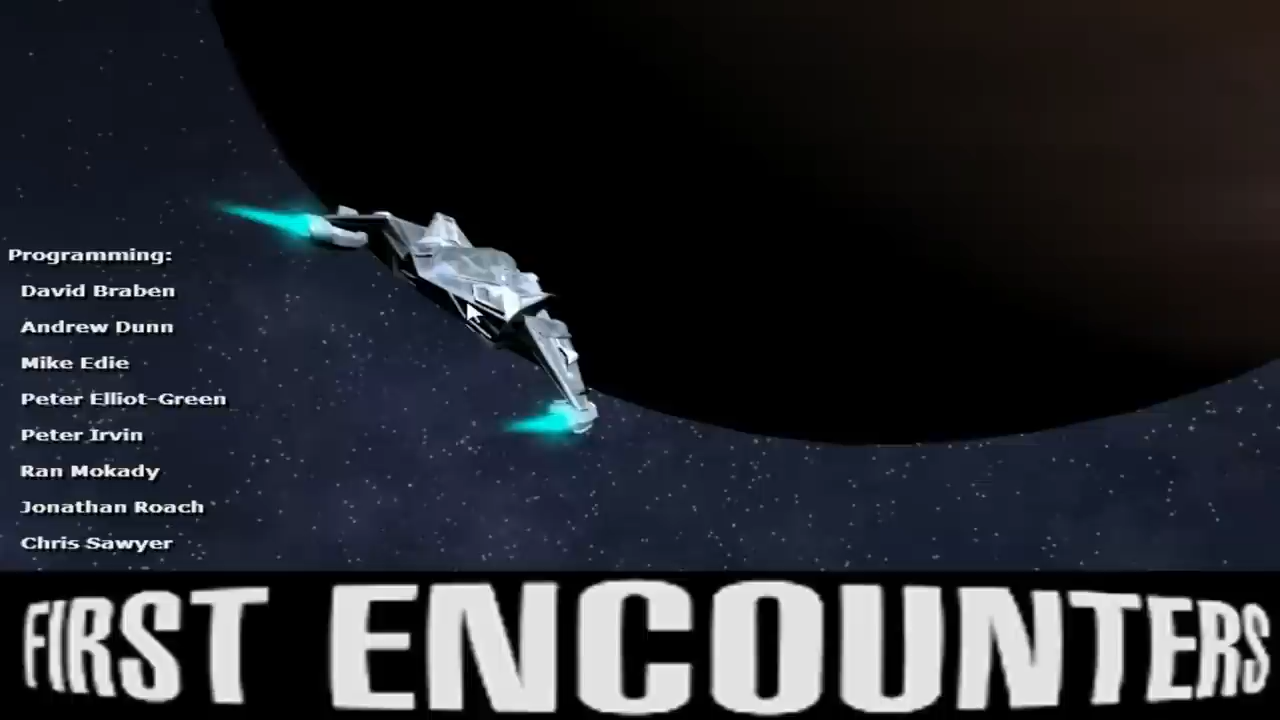 Programming:
David Braben
Andrew Dunn
Mike Edie
Peter Elliot-Green
Peter Irvin
Ran Mokady
Jonathan Roach
Chris Sawyer
FIRST ENCOUNTERS